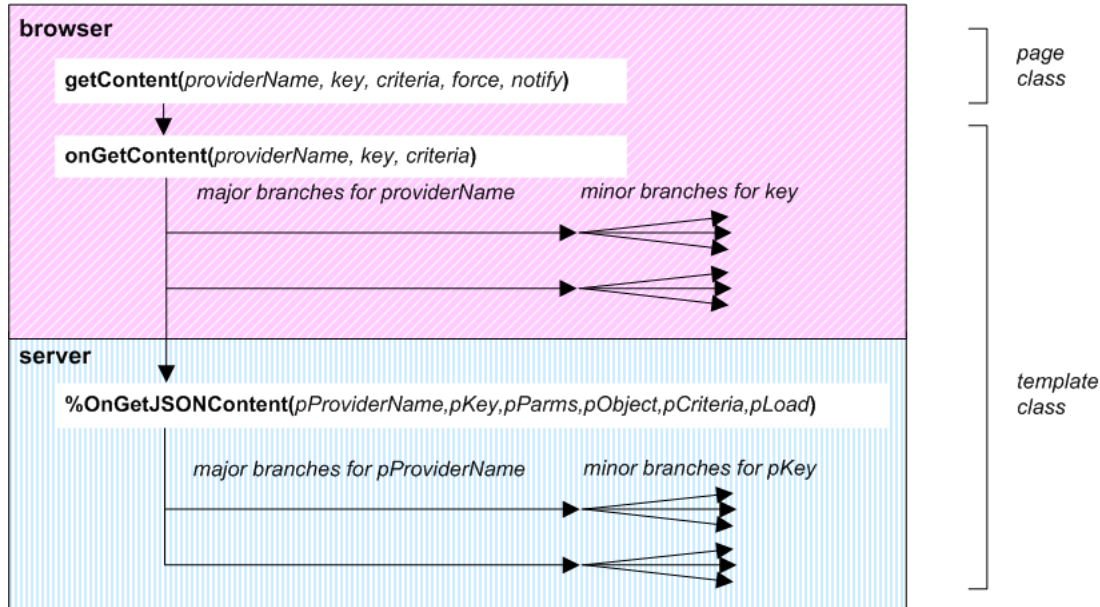 browser
getContent(providerName, key, criteria, force, notify)
page
class
onGetContent(providerName, key, criteria)
major branches for providerName
minor branches for key
server
%OnGetJSONContent(pProviderName,pKey,pParms,pObject,pCriteria,pLoad)
template
class
major branches for pProviderName
minor branches for pKey